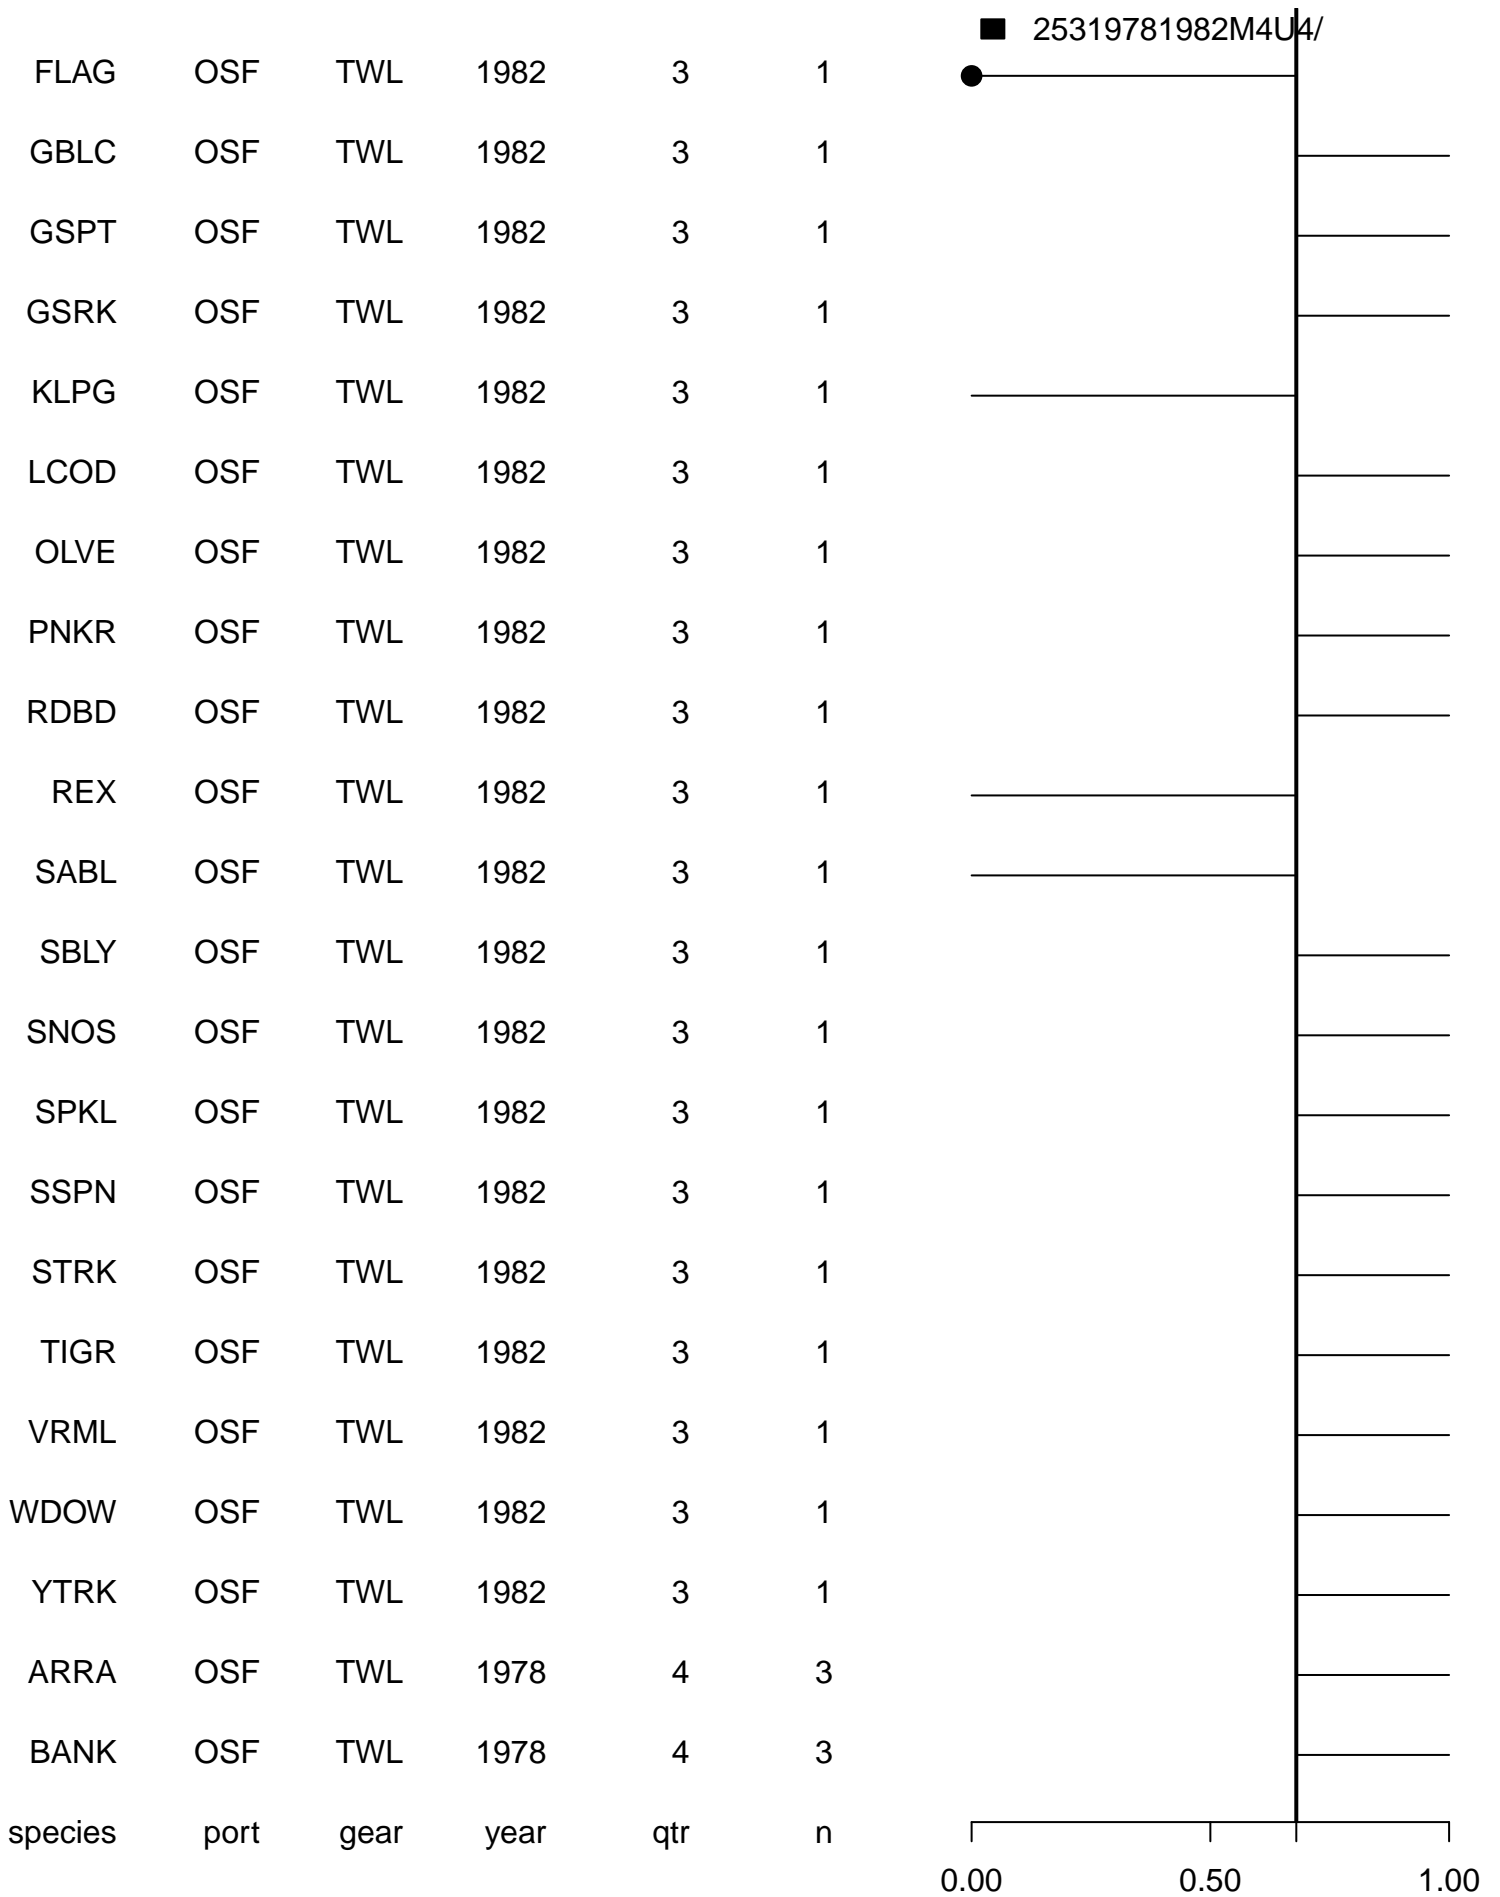 25319781982M4U4/
FLAG OSF TWL 1982 3 1
GBLC OSF TWL 1982 3 1
GSPT OSF TWL 1982 3 1
GSRK OSF TWL 1982 3 1
KLPG OSF TWL 1982 3 1
LCOD OSF TWL 1982 3 1
OLVE OSF TWL 1982 3 1
PNKR OSF TWL 1982 3 1
RDBD OSF TWL 1982 3 1
REX OSF TWL 1982 3 1
SABL OSF TWL 1982 3 1
SBLY OSF TWL 1982 3 1
SNOS OSF TWL 1982 3 1
SPKL OSF TWL 1982 3 1
SSPN OSF TWL 1982 3 1
STRK OSF TWL 1982 3 1
TIGR OSF TWL 1982 3 1
VRML OSF TWL 1982 3 1
WDOW OSF TWL 1982 3 1
YTRK OSF TWL 1982 3 1
ARRA OSF TWL 1978 4 3
BANK OSF TWL 1978 4 3
species port gear year qtr n
0.00 0.50 1.00